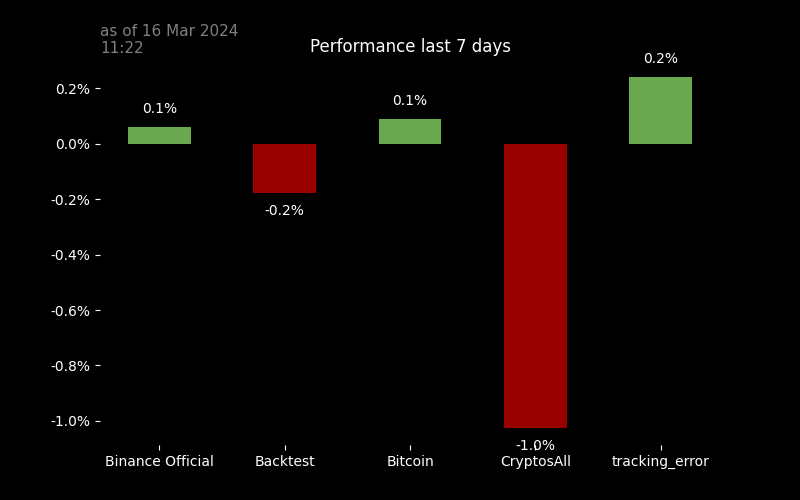 as of 16 Mar 2024
11:22
Performance last 7 days
0.2%
0.0%
-0.2%
-0.4%
-0.6%
-0.8%
-1.0%
0.1%
-0.2%
0.1%
-1.0%
0.2%
Binance Official
Backtest
Bitcoin
CryptosAll
tracking_error